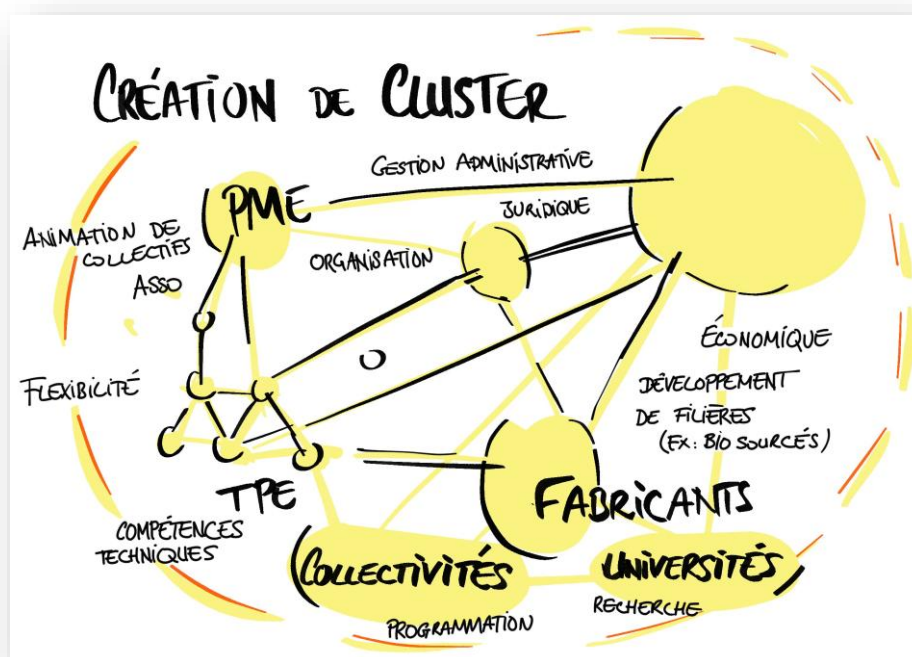 CRÉATION DE CLUSTER
GESTION ADMINISTRATIVE
PME
JURIDIQUE
ANIMATION DE
COLLECTIFS
ASSO
ORGANISATION
ÉCONOMIQUE
FLEXIBILITÉ
DÉVELOPPEMENT
DE FILIÈRES
(EX: BIO SOURCÉS)
TPE
FABRICANTS
COMPÉTENCES
TECHNIQUES
COLLECTIVITÉS
UNIVERSITÉS
PROGRAMMATION
RECHERCHE